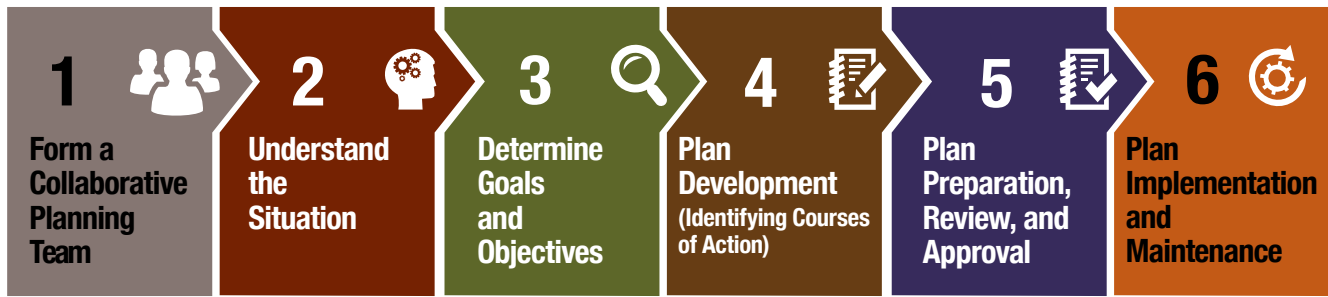 1
Form a
Collaborative
Planning
Team
2
Understand
the
Situation
3
Determine
Goals
and
Objectives
4
Plan
Development
(Identifying Courses
of Action)
5
Plan
Preparation,
Review, and
Approval
6
Plan
Implementation
and
Maintenance